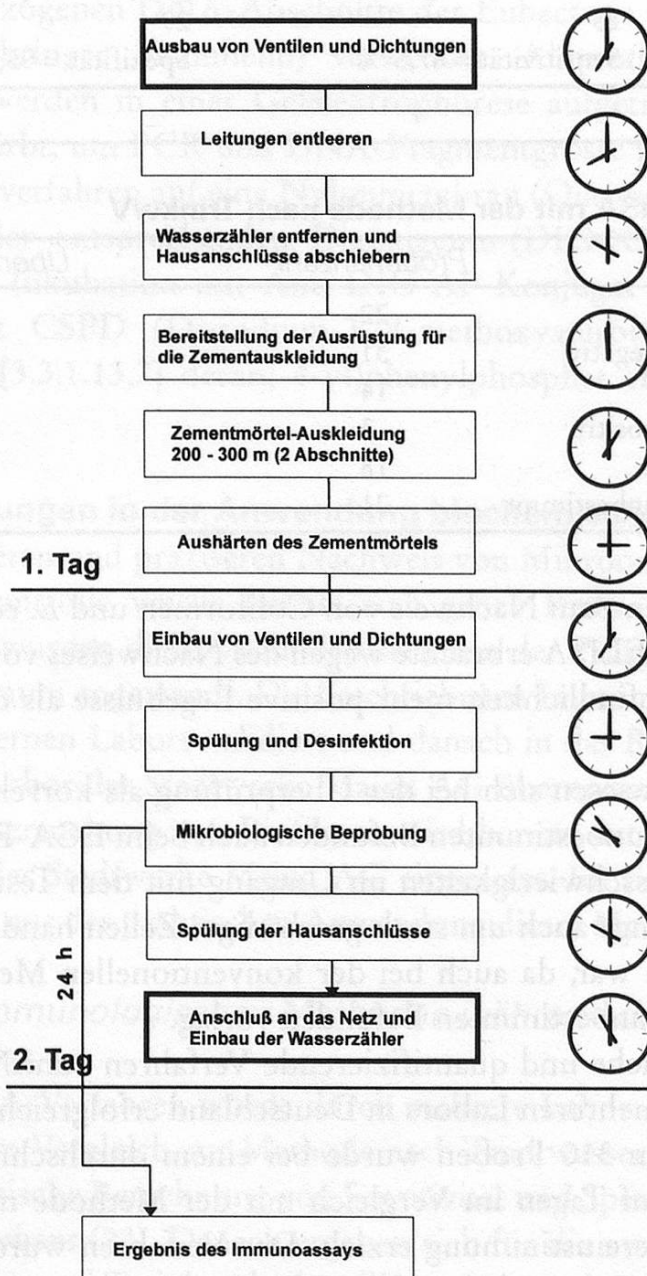 Ausbau von Ventilen und Dichtungen
Leitungen entleeren
Wasserzähler entfernen und
Hausanschlüsse abschiebern
Bereitstellung der Ausrüstung für
die Zementauskleidung
Zementmörtel-Auskleidung
200 - 300 m (2 Abschnitte)
Aushärten des Zemtmörtels
1. Tag
Einbau von Ventilen und Dichtungen
Spülung und Desinfektion
Mikrobiologische Beprobung
Spülung der Hausanschlüsse
24 h
Anschluß an das Netz und
Einbau der Wasserzähler
2. Tag
Ergebnis des Immunoassays